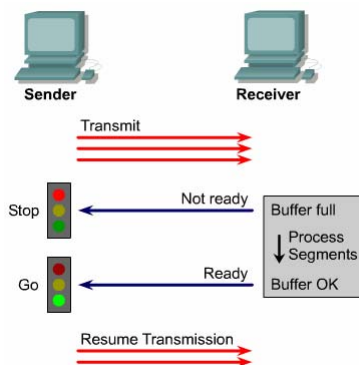 Sender
Receiver
Transmit
Not ready
Stop
Buffer full
Process
Segments
Ready
Go
Buffer OK
Resume Transmission